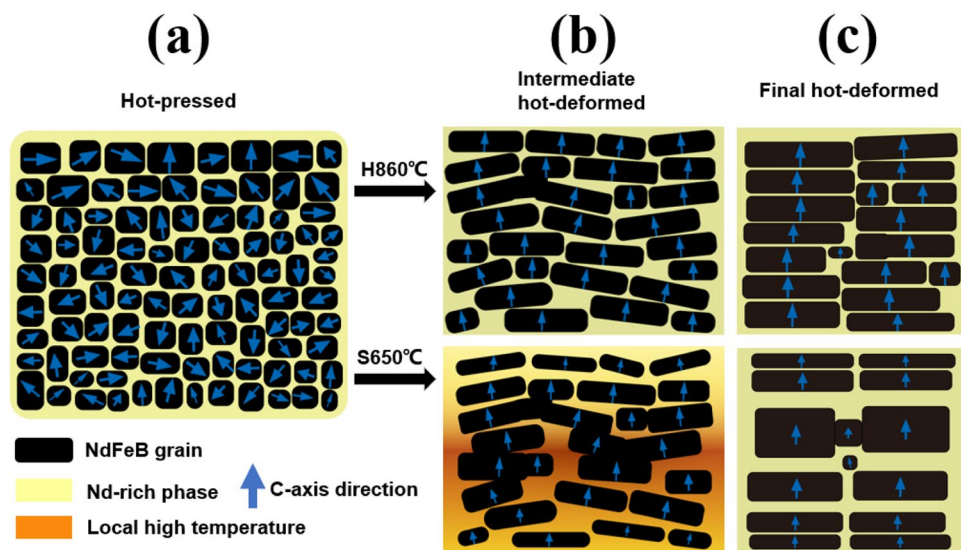 (a)
(b)
(c)
Hot-pressed
Intermediate
hot-deformed
Final hot-deformed
H860℃
S650℃
NdFeB grain
Nd-rich phase
C-axis direction
Local high temperature